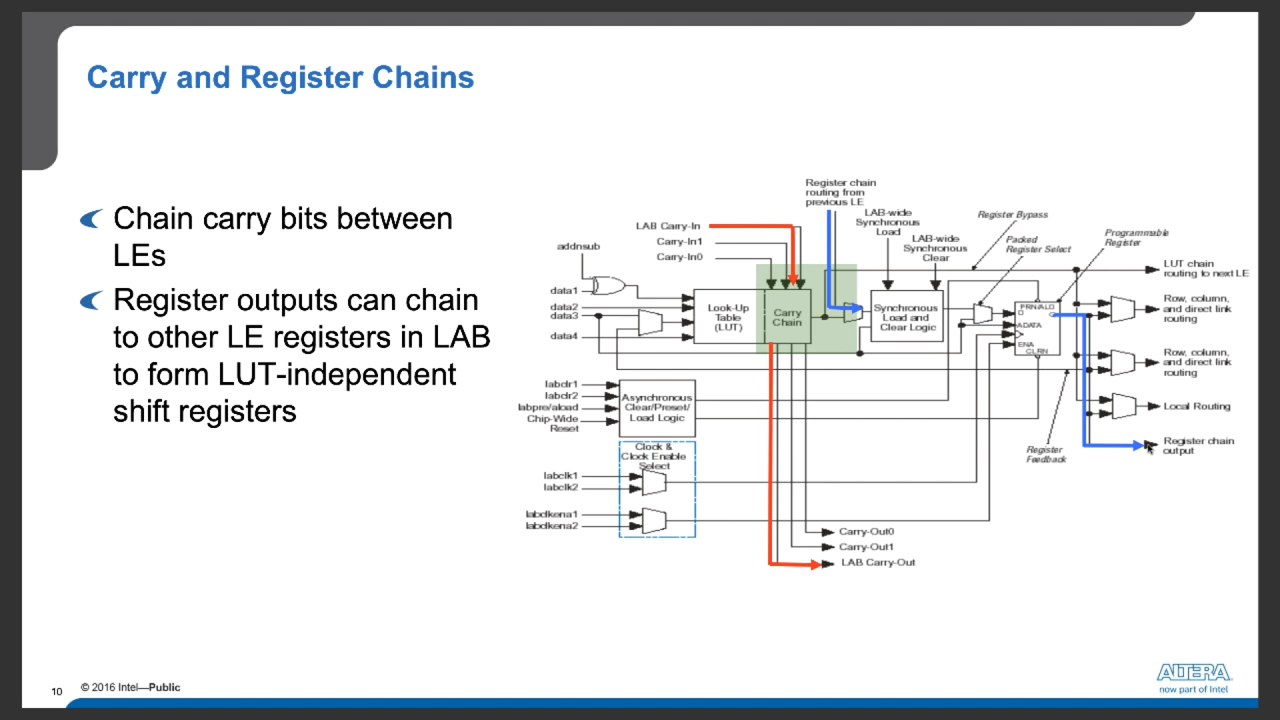 Carry and Register Chains
Chain carry bits between
LEs
Register outputs can chain
to other LE registers in LAB
to form LUT-independent
shift registers
Register chain
routing from
previous LE
LAB Carry-In
Carry-In1
Carry-In0
addnsub
LAB-wide
Synchronous
Load
LAB-wide
Synchronous
Clear
Register Bypass
Packed
Register Select
Programmable
Register
data1
data2
data3
data4
Look-Up
Table
(LUT)
Carry
Chain
Synchronous
Load and
Clear Logic
PRN/ALD
D
Q
ADATA
ENA
CLRN
LUT chain
routing to next LE
Row, column,
and direct link
routing
Row, column,
and direct link
routing
Local Routing
Register chain
output
Register
Feedback
labclr1
labclr2
labpre/aload
Chip-Wide
Reset
Asynchronous
Clear/Preset/
Load Logic
Clock &
Clock Enable
Select
labclk1
labclk2
labclkena1
labclkena2
Carry-Out0
Carry-Out1
LAB Carry-Out
10
© 2016 Intel—Public
ALTERA
now part of Intel